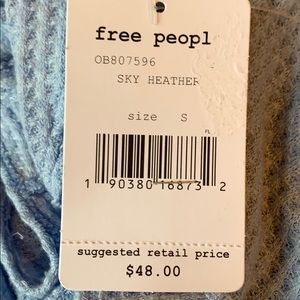 free peopl
OB807596
SKY HEATHER
size S
1 90380 16873 2
suggested retail price
$48.00